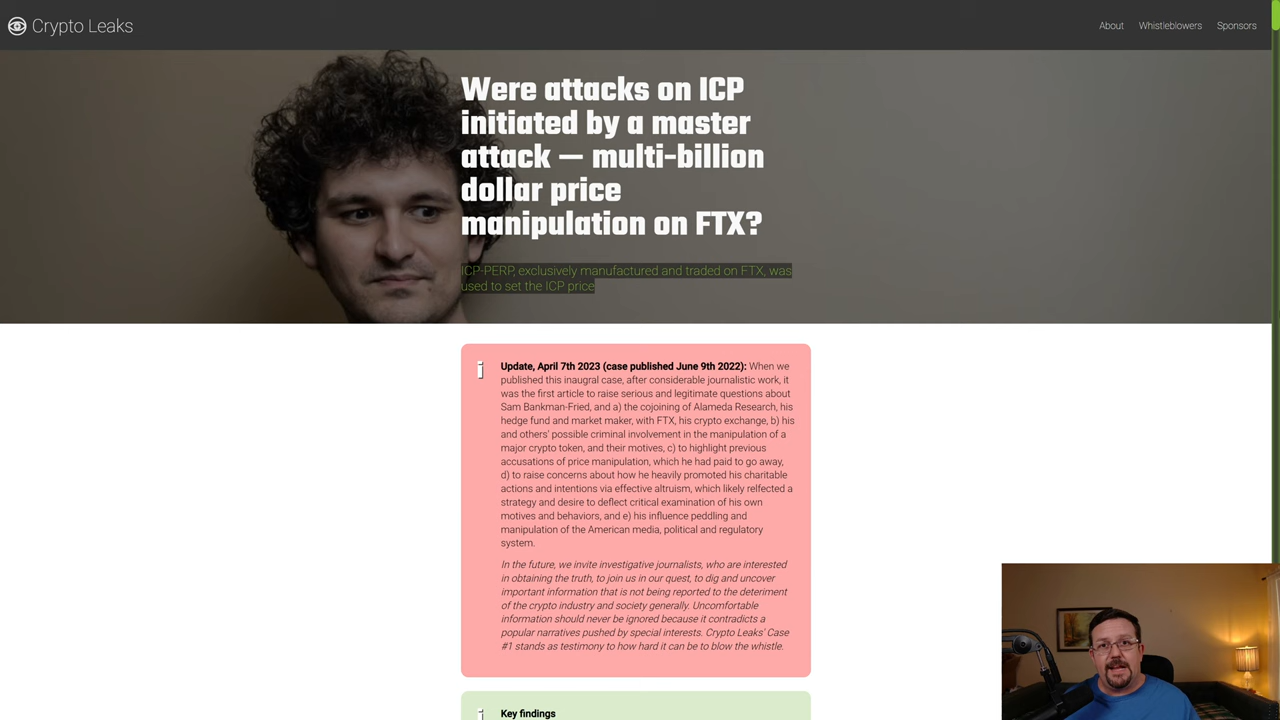 Crypto Leaks
About
Whistleblowers
Sponsors
Were attacks on ICP
initiated by a master
attack — multi-billion
dollar price
manipulation on FTX?
ICP-PERP, exclusively manufactured and traded on FTX, was
used to set the ICP price
Update, April 7th 2023 (case published June 9th 2022): When we
published this inaugral case, after considerable journalistic work, it
was the first article to raise serious and legitimate questions about
Sam Bankman-Fried, and a) the cojoining of Alameda Research, his
hedge fund and market maker, with FTX, his crypto exchange, b) his
and others' possible criminal involvement in the manipulation of a
major crypto token, and their motives, c) to highlight previous
accusations of price manipulation, which he had paid to go away,
d) to raise concerns about how he heavily promoted his charitable
actions and intentions via effective altruism, which likely relfected a
strategy and desire to deflect critical examination of his own
motives and behaviors, and e) his influence peddling and
manipulation of the American media, political and regulatory
system.
In the future, we invite investigative journalists, who are interested
in obtaining the truth, to join us in our quest, to dig and uncover
important information that is not being reported to the deteriment
of the crypto industry and society generally. Uncomfortable
information should never be ignored because it contradicts a
popular narratives pushed by special interests. Crypto Leaks' Case
#1 stands as testimony to how hard it can be to blow the whistle.
Key findings